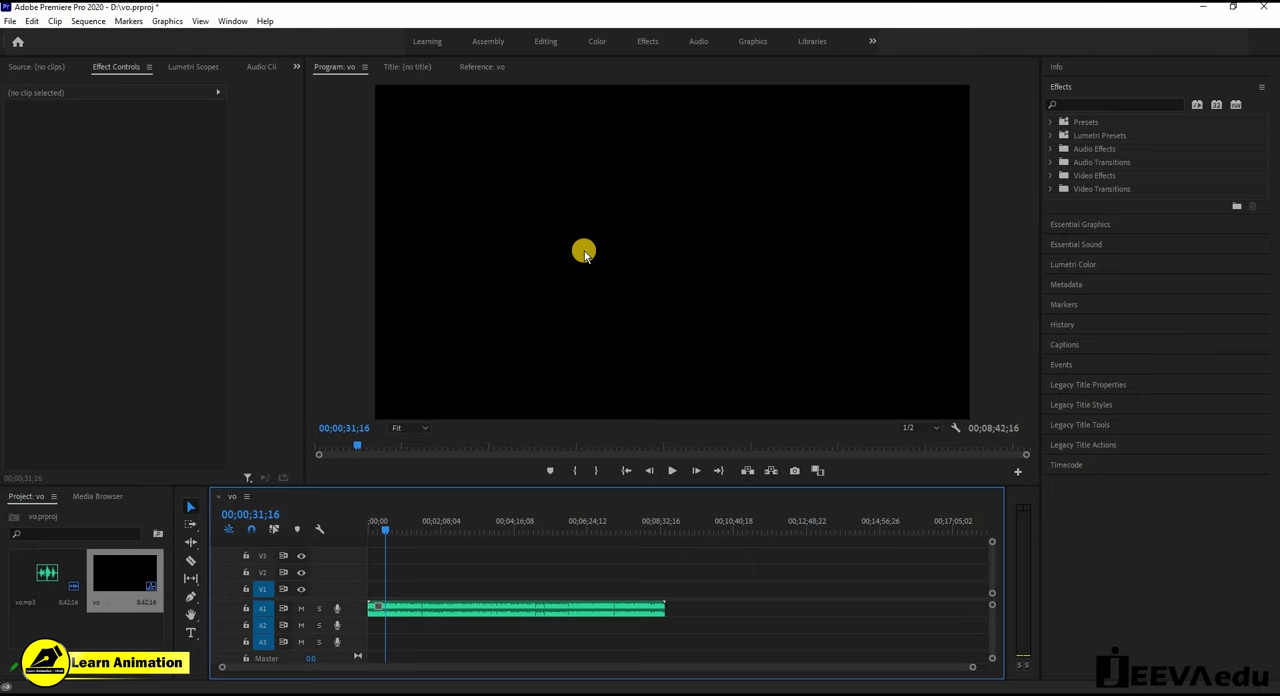 Adobe Premiere Pro 2020 - D:\vo.prproj *
File Edit Clip Sequence Markers Graphics View Window Help
Learning Assembly Editing Color Effects Audio Graphics Libraries
Source: (no clips) Effect Controls Lumetri Scopes Audio Cli
(no clip selected)
00;00;31;16
Program: vo Title: (no title) Reference: vo
00;00;31;16 Fit 1/2 00;08;42;16
Info
Effects
Presets
Lumetri Presets
Audio Effects
Audio Transitions
Video Effects
Video Transitions
Essential Graphics
Essential Sound
Lumetri Color
Metadata
Markers
History
Captions
Events
Legacy Title Properties
Legacy Title Styles
Legacy Title Tools
Legacy Title Actions
Timecode
Project: vo Media Browser
vo.prproj
vo.mp3 8;42;16 vo 8;42;16
vo
00;00;31;16
;00;00 00;02;08;04 00;04;16;08 00;06;24;12 00;08;32;16 00;10;40;18 00;12;48;22 00;14;56;26 00;17;05;02
V3
V2
V1
A1 M S
A2 M S
A3 M S
Master 0.0
S S
Learn Animation
JEEVAedu